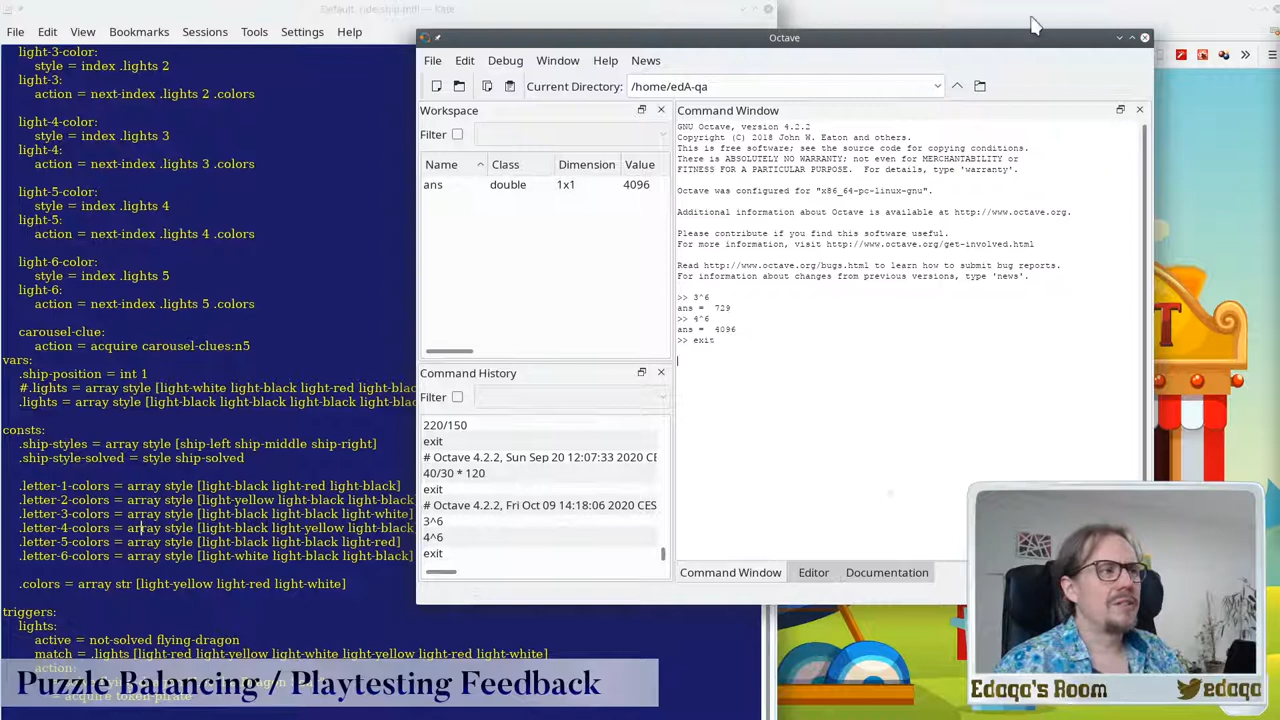 Default: ride.ship.mfl — Kate
File Edit View Bookmarks Sessions Tools Settings Help
light-3-color:
style = index .lights 2
light-3:
action = next-index .lights 2 .colors
light-4-color:
style = index .lights 3
light-4:
action = next-index .lights 3 .colors
light-5-color:
style = index .lights 4
light-5:
action = next-index .lights 4 .colors
light-6-color:
style = index .lights 5
light-6:
action = next-index .lights 5 .colors
carousel-clue:
action = acquire carousel-clues:n5
vars:
.ship-position = int 1
#.lights = array style [light-white light-black light-red light-blac
.lights = array style [light-black light-black light-black light-blac
consts:
.ship-styles = array style [ship-left ship-middle ship-right]
.ship-style-solved = style ship-solved
.letter-1-colors = array style [light-black light-red light-black]
.letter-2-colors = array style [light-yellow light-black light-black
.letter-3-colors = array style [light-black light-black light-white]
.letter-4-colors = array style [light-black light-yellow light-black
.letter-5-colors = array style [light-black light-black light-red]
.letter-6-colors = array style [light-white light-black light-black]
.colors = array str [light-yellow light-red light-white]
triggers:
lights:
active = not-solved flying-dragon
match = .lights [light-red light-yellow light-white light-yellow light-red light-white]
action:
acquire token:pirate
Octave
File Edit Debug Window Help News
Current Directory: /home/edA-qa
Workspace
Filter
Name Class Dimension Value
ans double 1x1 4096
Command History
Filter
220/150
exit
# Octave 4.2.2, Sun Sep 20 12:07:33 2020 CE
40/30 * 120
exit
# Octave 4.2.2, Fri Oct 09 14:18:06 2020 CES
3^6
4^6
exit
Command Window
GNU Octave, version 4.2.2
Copyright (C) 2018 John W. Eaton and others.
This is free software; see the source code for copying conditions.
There is ABSOLUTELY NO WARRANTY; not even for MERCHANTABILITY or
FITNESS FOR A PARTICULAR PURPOSE.  For details, type 'warranty'.
Octave was configured for "x86_64-pc-linux-gnu".
Additional information about Octave is available at http://www.octave.org.
Please contribute if you find this software useful.
For more information, visit http://www.octave.org/get-involved.html
Read http://www.octave.org/bugs.html to learn how to submit bug reports.
For information about changes from previous versions, type 'news'.
>> 3^6
ans =  729
>> 4^6
ans =  4096
>> exit
Command Window Editor Documentation
Puzzle Balancing / Playtesting Feedback
Edaqa's Room edaqa